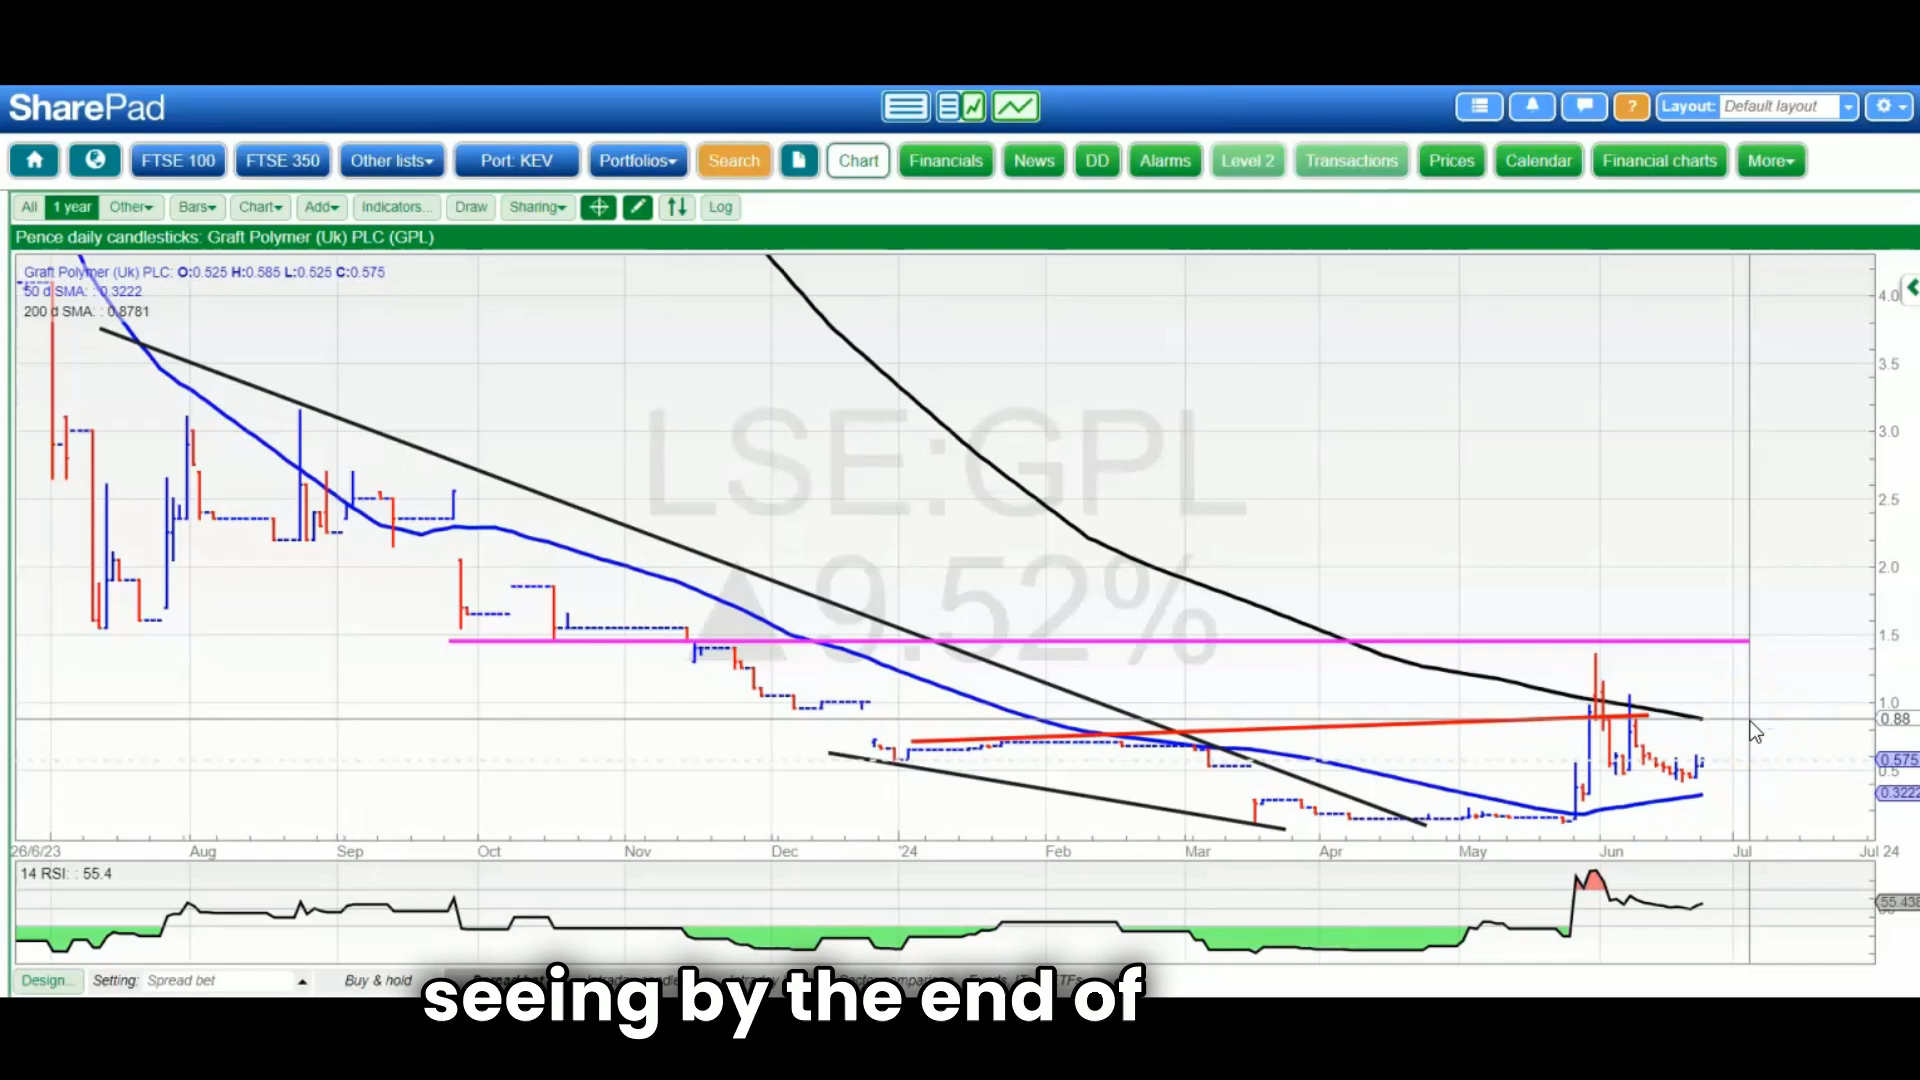 SharePad
Layout: Default layout
FTSE 100 FTSE 350 Other lists Port: KEV Portfolios Search Chart Financials News DD Alarms Level 2 Transactions Prices Calendar Financial charts More
All 1 year Other Bars Chart Add Indicators... Draw Sharing Log
Pence daily candlesticks: Graft Polymer (Uk) PLC (GPL)
Graft Polymer (Uk) PLC: O:0.525 H:0.585 L:0.525 C:0.575
50 d SMA: : 0.3222
200 d SMA: : 0.8781
LSE:GPL
▲9.52%
4.0
3.5
3.0
2.5
2.0
1.5
1.0
0.88
0.575
0.5
0.3222
26/6/23 Aug Sep Oct Nov Dec '24 Feb Mar Apr May Jun Jul Jul 24
14 RSI: : 55.4
55.438
Design... Setting: Spread bet Buy & hold
seeing by the end of